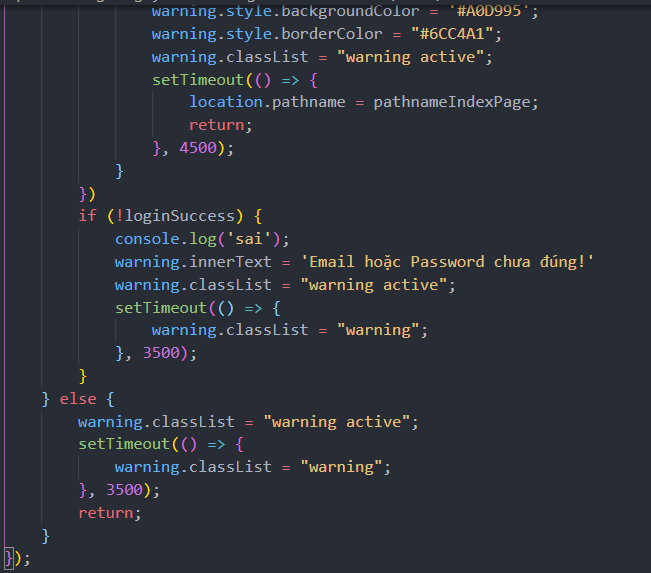 warning.style.backgroundColor = '#A0D995';
warning.style.borderColor = "#6CC4A1";
warning.classList = "warning active";
setTimeout(() => {
location.pathname = pathnameIndexPage;
return;
}, 4500);
}
})
if (!loginSuccess) {
console.log('sai');
warning.innerText = 'Email hoặc Password chưa đúng!'
warning.classList = "warning active";
setTimeout(() => {
warning.classList = "warning";
}, 3500);
}
} else {
warning.classList = "warning active";
setTimeout(() => {
warning.classList = "warning";
}, 3500);
return;
}
});